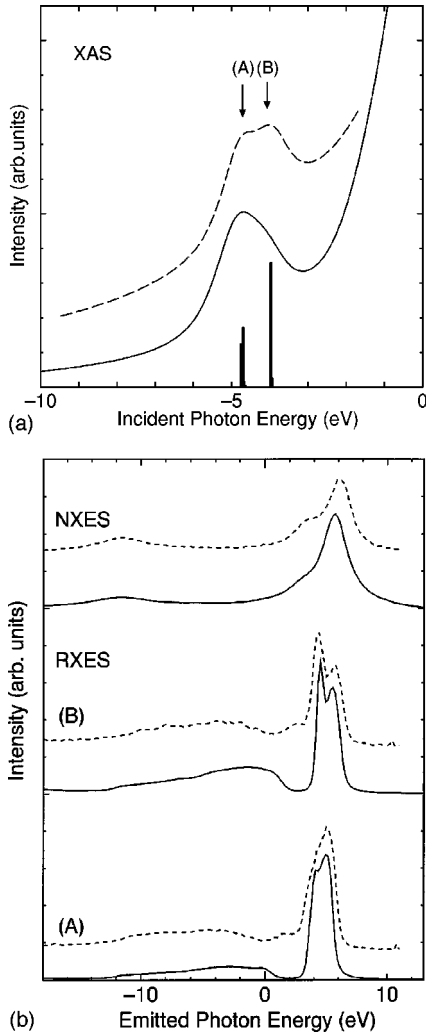 XAS
(A) (B)
Intensity (arb.units)
−10 −5 0
Incident Photon Energy (eV)
(a)
NXES
RXES
(B)
(A)
Intensity (arb. units)
−10 0 10
Emitted Photon Energy (eV)
(b)